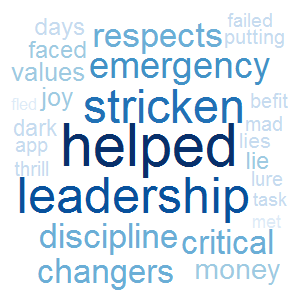 days failed
faced respects putting
values emergency
fled joy stricken befit
dark helped mad
app lies
thrill lie
leadership lure
task
met
discipline critical
changers money